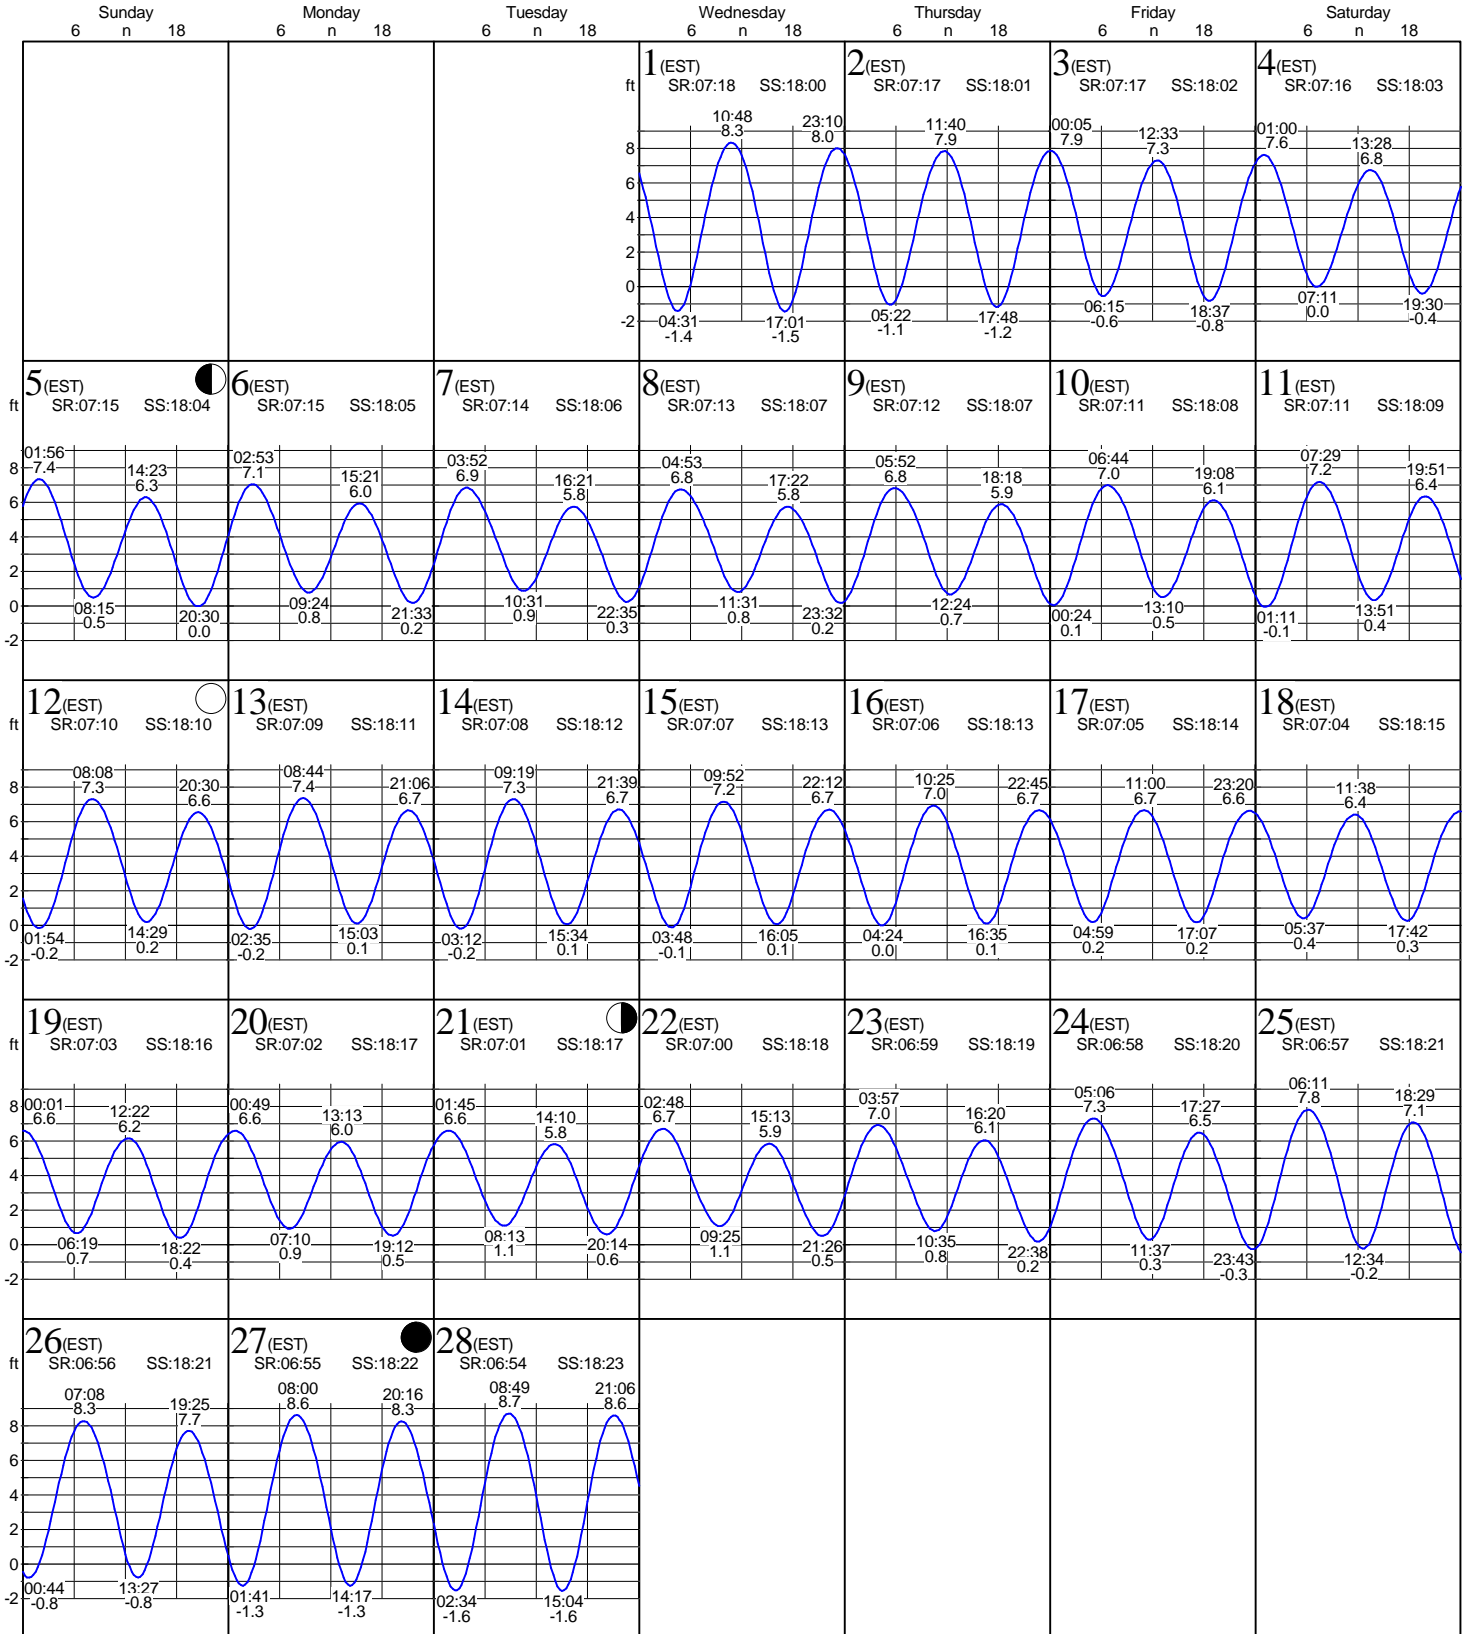 Sunday Monday Tuesday Wednesday Thursday Friday Saturday
6 n 18 6 n 18 6 n 18 6 n 18 6 n 18 6 n 18 6 n 18
1(EST) 2(EST) 3(EST) 4(EST)
ft SR:07:18 SS:18:00 SR:07:17 SS:18:01 SR:07:17 SS:18:02 SR:07:16 SS:18:03
10:48 23:10 11:40 00:05 12:33 01:00 13:28
8.3 8.0 7.9 7.9 7.3 7.6 6.8
8
6
4
2
0
-2
04:31 17:01 05:22 17:48 06:15 18:37 07:11 19:30
-1.4 -1.5 -1.1 -1.2 -0.6 -0.8 0.0 -0.4
5(EST) 6(EST) 7(EST) 8(EST) 9(EST) 10(EST) 11(EST)
ft SR:07:15 SS:18:04 SR:07:15 SS:18:05 SR:07:14 SS:18:06 SR:07:13 SS:18:07 SR:07:12 SS:18:07 SR:07:11 SS:18:08 SR:07:11 SS:18:09
01:56 14:23 02:53 15:21 03:52 16:21 04:53 17:22 05:52 18:18 06:44 19:08 07:29 19:51
7.4 6.3 7.1 6.0 6.9 5.8 6.8 5.8 6.8 5.9 7.0 6.1 7.2 6.4
8
6
4
2
0
-2
08:15 20:30 09:24 21:33 10:31 22:35 11:31 23:32 12:24 00:24 13:10 01:11 13:51
0.5 0.0 0.8 0.2 0.9 0.3 0.8 0.2 0.7 0.1 0.5 -0.1 0.4
12(EST) 13(EST) 14(EST) 15(EST) 16(EST) 17(EST) 18(EST)
ft SR:07:10 SS:18:10 SR:07:09 SS:18:11 SR:07:08 SS:18:12 SR:07:07 SS:18:13 SR:07:06 SS:18:13 SR:07:05 SS:18:14 SR:07:04 SS:18:15
08:08 20:30 08:44 21:06 09:19 21:39 09:52 22:12 10:25 22:45 11:00 23:20 11:38
7.3 6.6 7.4 6.7 7.3 6.7 7.2 6.7 7.0 6.7 6.7 6.6 6.4
8
6
4
2
0
-2
01:54 14:29 02:35 15:03 03:12 15:34 03:48 16:05 04:24 16:35 04:59 17:07 05:37 17:42
-0.2 0.2 -0.2 0.1 -0.2 0.1 -0.1 0.1 0.0 0.1 0.2 0.2 0.4 0.3
19(EST) 20(EST) 21(EST) 22(EST) 23(EST) 24(EST) 25(EST)
ft SR:07:03 SS:18:16 SR:07:02 SS:18:17 SR:07:01 SS:18:17 SR:07:00 SS:18:18 SR:06:59 SS:18:19 SR:06:58 SS:18:20 SR:06:57 SS:18:21
00:01 12:22 00:49 13:13 01:45 14:10 02:48 15:13 03:57 16:20 05:06 17:27 06:11 18:29
6.6 6.2 6.6 6.0 6.6 5.8 6.7 5.9 7.0 6.1 7.3 6.5 7.8 7.1
8
6
4
2
0
-2
06:19 18:22 07:10 19:12 08:13 20:14 09:25 21:26 10:35 22:38 11:37 23:43 12:34
0.7 0.4 0.9 0.5 1.1 0.6 1.1 0.5 0.8 0.2 0.3 -0.3 -0.2
26(EST) 27(EST) 28(EST)
ft SR:06:56 SS:18:21 SR:06:55 SS:18:22 SR:06:54 SS:18:23
07:08 19:25 08:00 20:16 08:49 21:06
8.3 7.7 8.6 8.3 8.7 8.6
8
6
4
2
0
-2
00:44 13:27 01:41 14:17 02:34 15:04
-0.8 -0.8 -1.3 -1.3 -1.6 -1.6